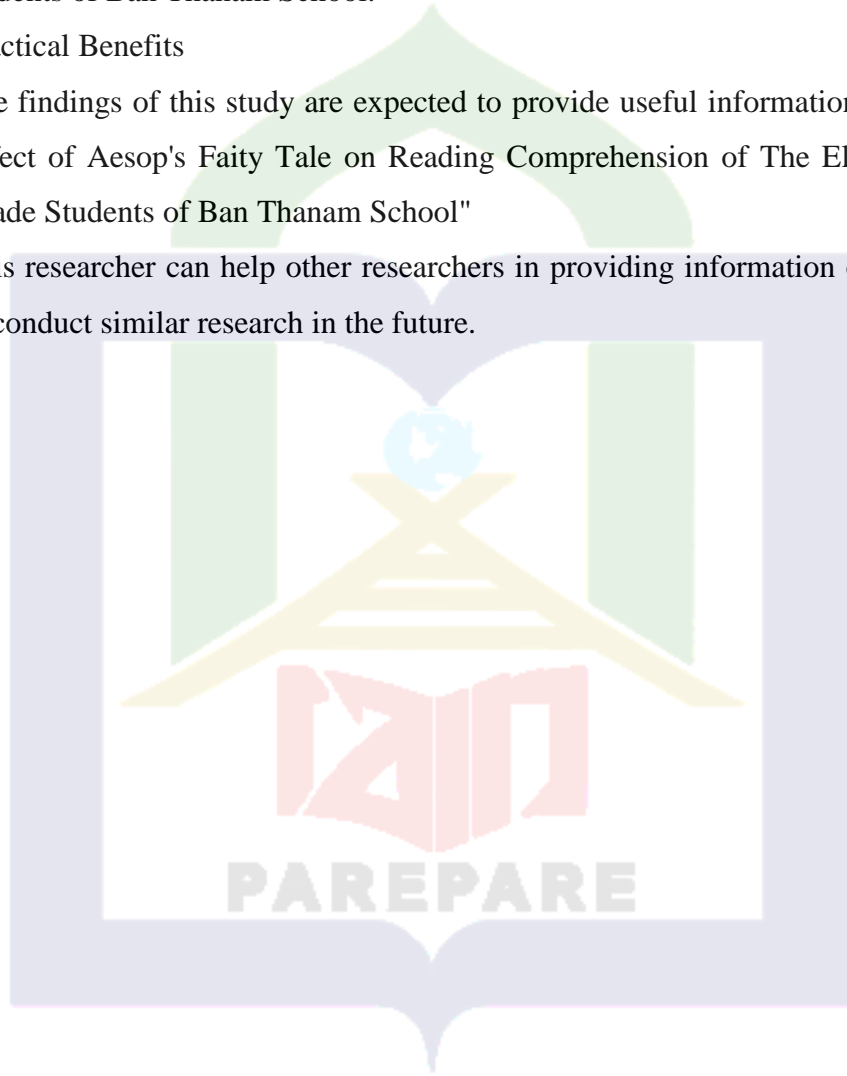 dents of Ban Thanam School.
actical Benefits
e findings of this study are expected to provide useful information
fect of Aesop's Faity Tale on Reading Comprehension of The El
ade Students of Ban Thanam School"
is researcher can help other researchers in providing information
conduct similar research in the future.
PAREPARE